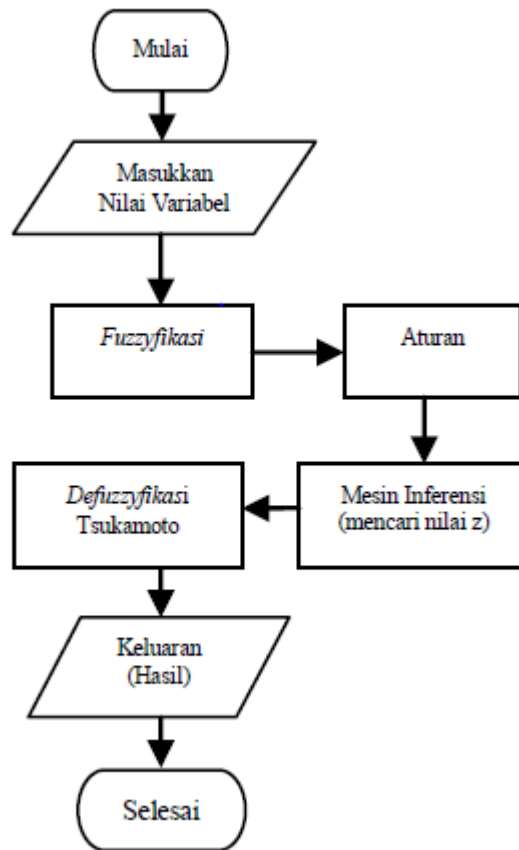 Mulai
Masukkan
Nilai Variabel
Fuzzyfikasi
Aturan
Mesin Inferensi
(mencari nilai z)
Defuzzyfikasi
Tsukamoto
Keluaran
(Hasil)
Selesai